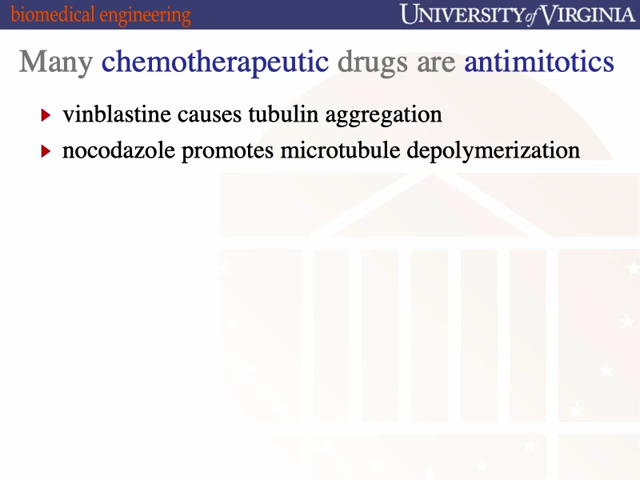 biomedical engineering
UNIVERSITY of VIRGINIA
Many chemotherapeutic drugs are antimitotics
vinblastine causes tubulin aggregation
nocodazole promotes microtubule depolymerization